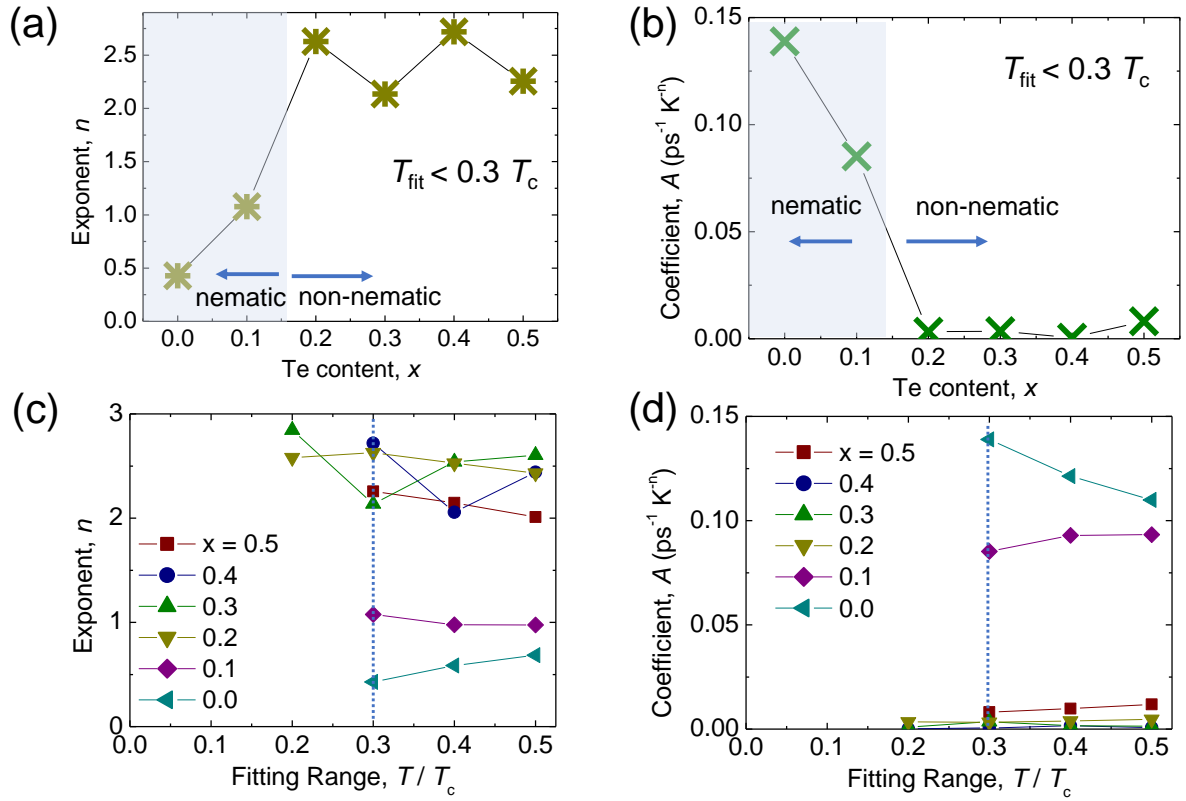 (a)
2.5
2.0
1.5
1.0
0.5
0.0
Exponent, n
T_fit < 0.3 T_c
nematic
non-nematic
0.0 0.1 0.2 0.3 0.4 0.5
Te content, x
(b)
0.15
0.10
0.05
0.00
Coefficient, A (ps⁻¹ K⁻ⁿ)
T_fit < 0.3 T_c
nematic
non-nematic
0.0 0.1 0.2 0.3 0.4 0.5
Te content, x
(c)
3
2
1
0
Exponent, n
x = 0.5
0.4
0.3
0.2
0.1
0.0
0.0 0.1 0.2 0.3 0.4 0.5
Fitting Range, T / T_c
(d)
0.15
0.10
0.05
0.00
Coefficient, A (ps⁻¹ K⁻ⁿ)
x = 0.5
0.4
0.3
0.2
0.1
0.0
0.0 0.1 0.2 0.3 0.4 0.5
Fitting Range, T / T_c